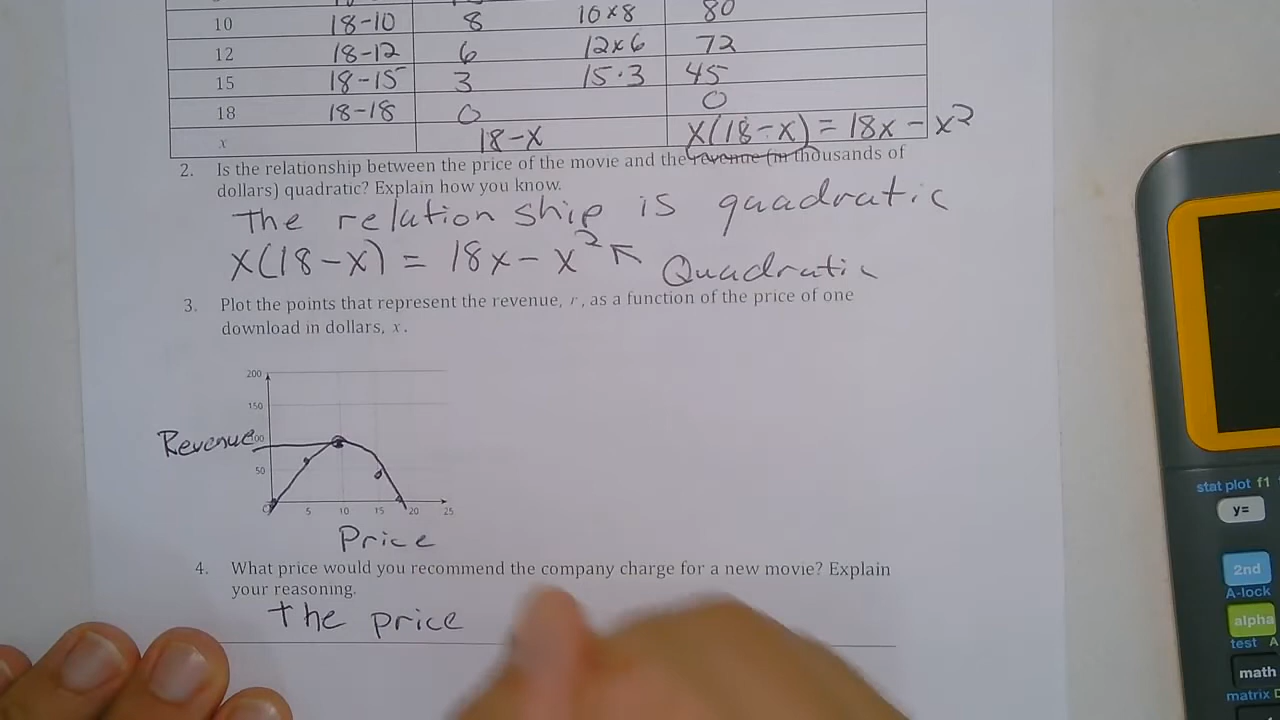 10 18-10 8 10×8 80
12 18-12 6 12×6 72
15 18-15 3 15·3 45
18 18-18 0 0
x 18-x x(18-x) = 18x - x²
2. Is the relationship between the price of the movie and the revenue (in thousands of
dollars) quadratic? Explain how you know.
The relation ship is quadratic
x(18-x) = 18x - x² ↖ Quadratic
3. Plot the points that represent the revenue, r, as a function of the price of one
download in dollars, x.
200
150
Revenue 00
50
0 5 10 15 20 25
Price
4. What price would you recommend the company charge for a new movie? Explain
your reasoning.
The price
stat plot f1
y=
2nd
A-lock
alpha
test A
math
matrix D